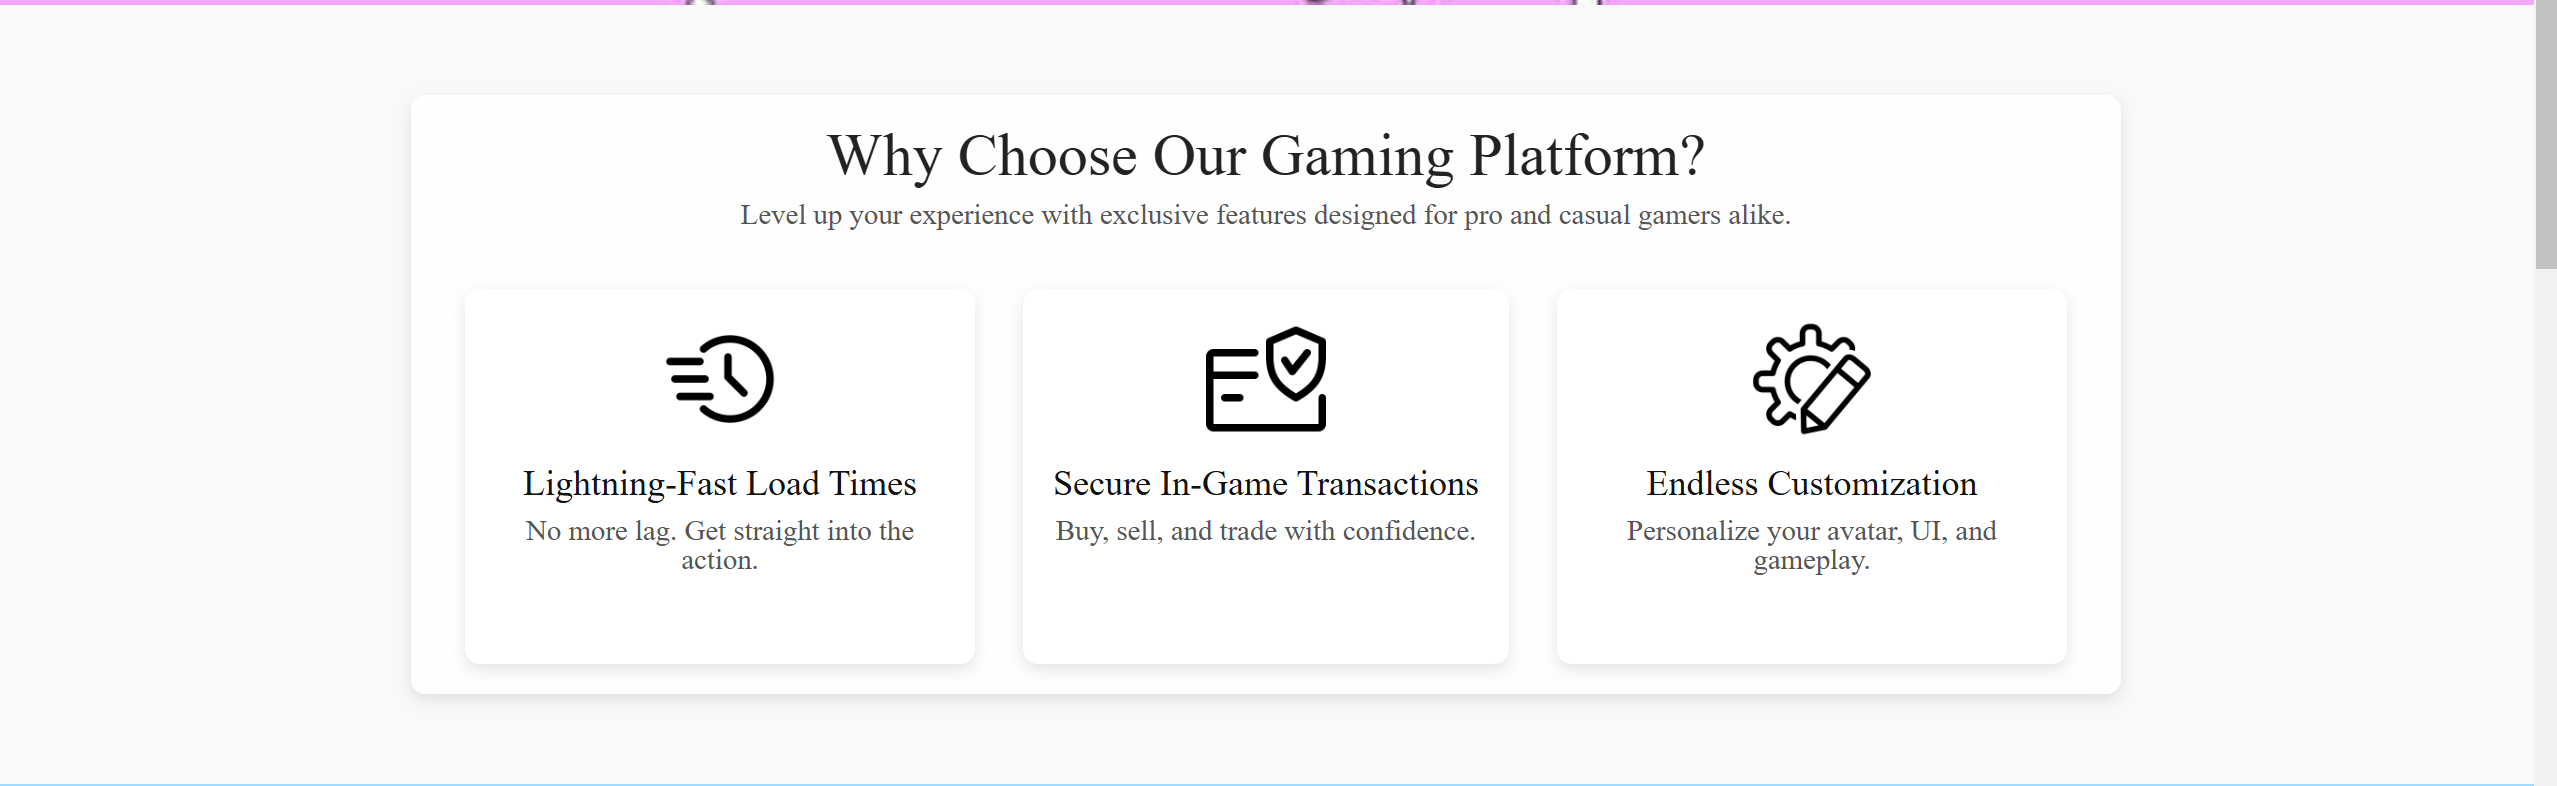 Why Choose Our Gaming Platform?
Level up your experience with exclusive features designed for pro and casual gamers alike.
Lightning-Fast Load Times
No more lag. Get straight into the
action.
Secure In-Game Transactions
Buy, sell, and trade with confidence.
Endless Customization
Personalize your avatar, UI, and
gameplay.